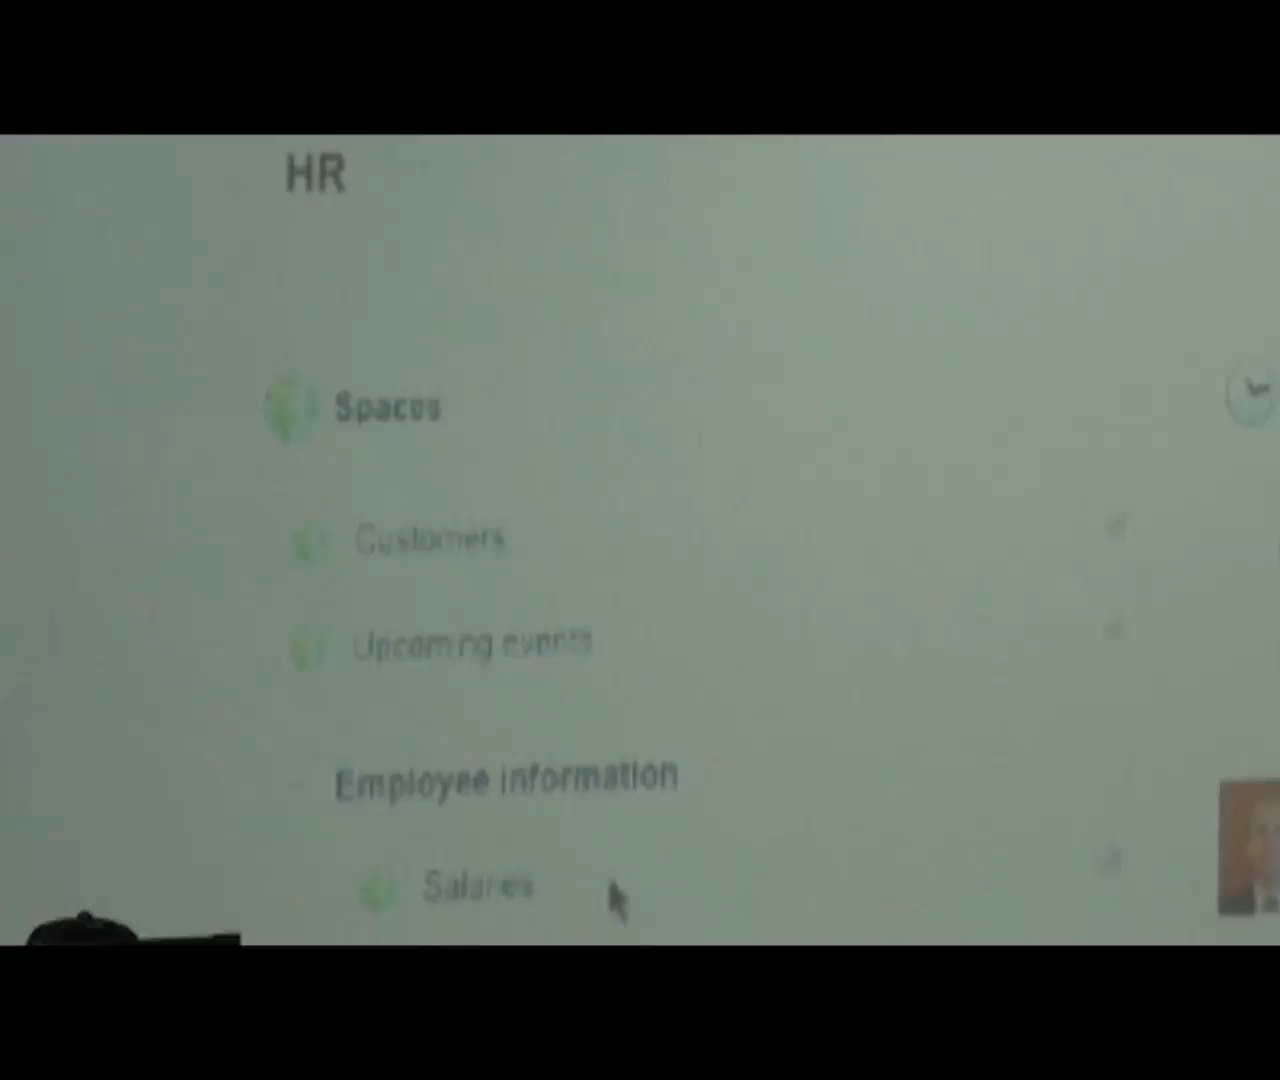 HR
Spaces
Customers
Upcoming events
Employee information
Salaries